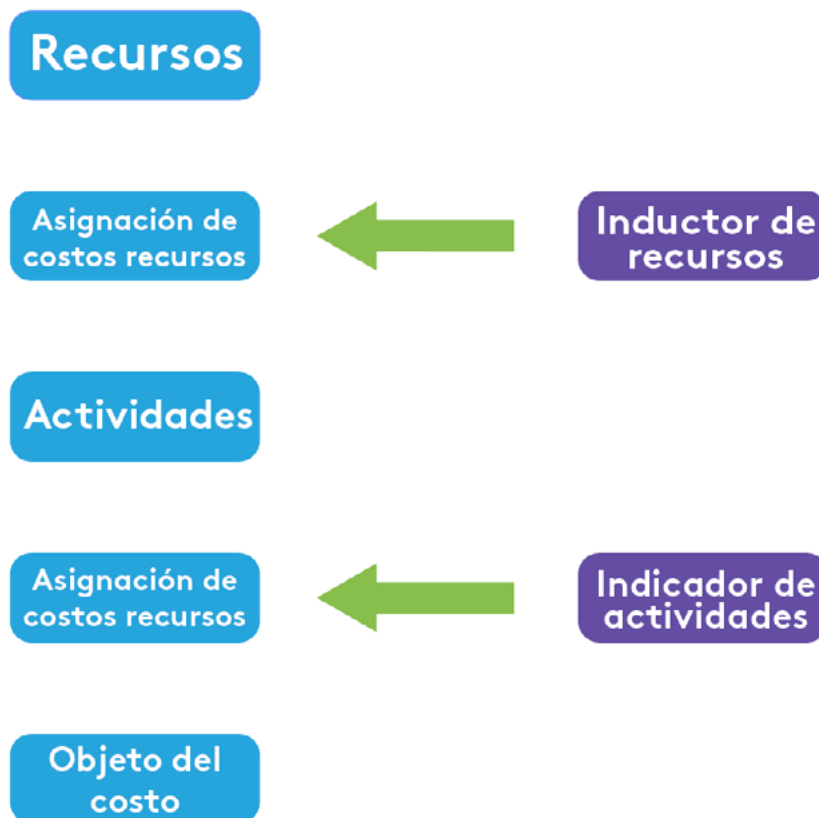 Recursos
Asignación de
costos recursos
Inductor de
recursos
Actividades
Asignación de
costos recursos
Indicador de
actividades
Objeto del
costo